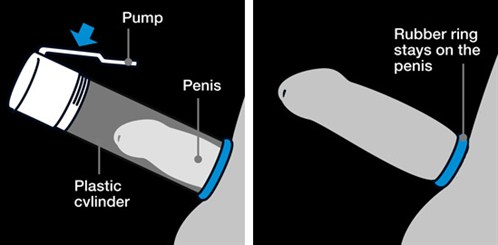 Pump
Penis
Plastic
cvlinder
Rubber ring
stays on the
penis